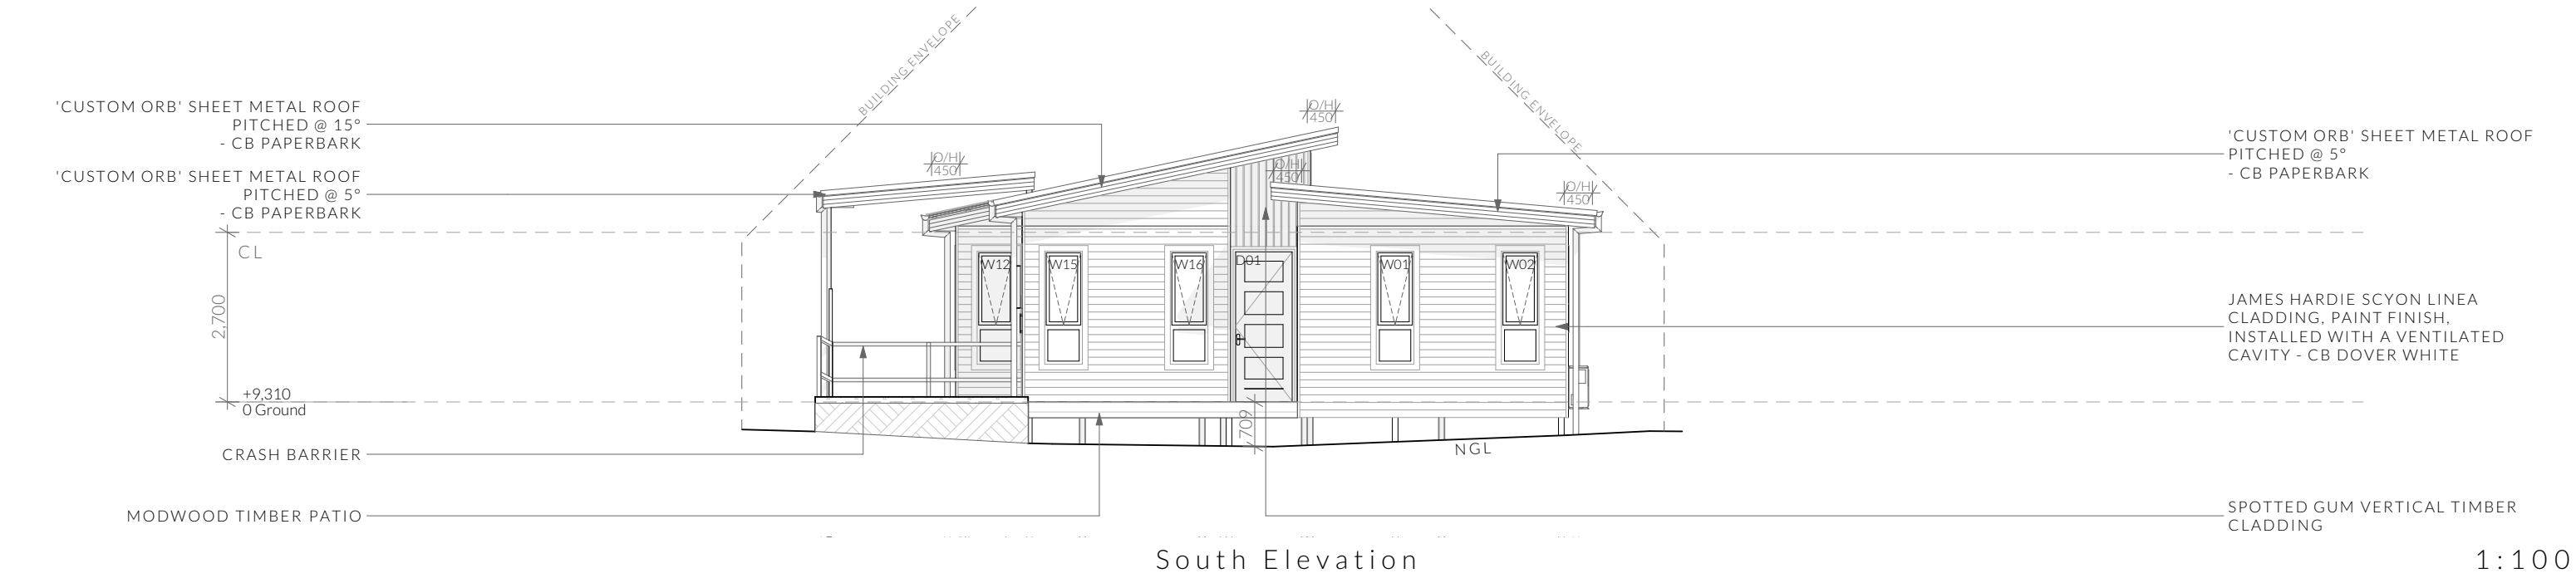 BUILDING ENVELOPE
BUILDING ENVELOPE
'CUSTOM ORB' SHEET METAL ROOF
PITCHED @ 15°
- CB PAPERBARK
'CUSTOM ORB' SHEET METAL ROOF
PITCHED @ 5°
- CB PAPERBARK
O/H
450
O/H
450
O/H
450
O/H
450
'CUSTOM ORB' SHEET METAL ROOF
PITCHED @ 5°
- CB PAPERBARK
CL
2,700
+9,310
0 Ground
W12
W15
W16
D01
W01
W02
JAMES HARDIE SCYON LINEA
CLADDING, PAINT FINISH,
INSTALLED WITH A VENTILATED
CAVITY - CB DOVER WHITE
709
NGL
CRASH BARRIER
MODWOOD TIMBER PATIO
SPOTTED GUM VERTICAL TIMBER
CLADDING
South Elevation
1:100